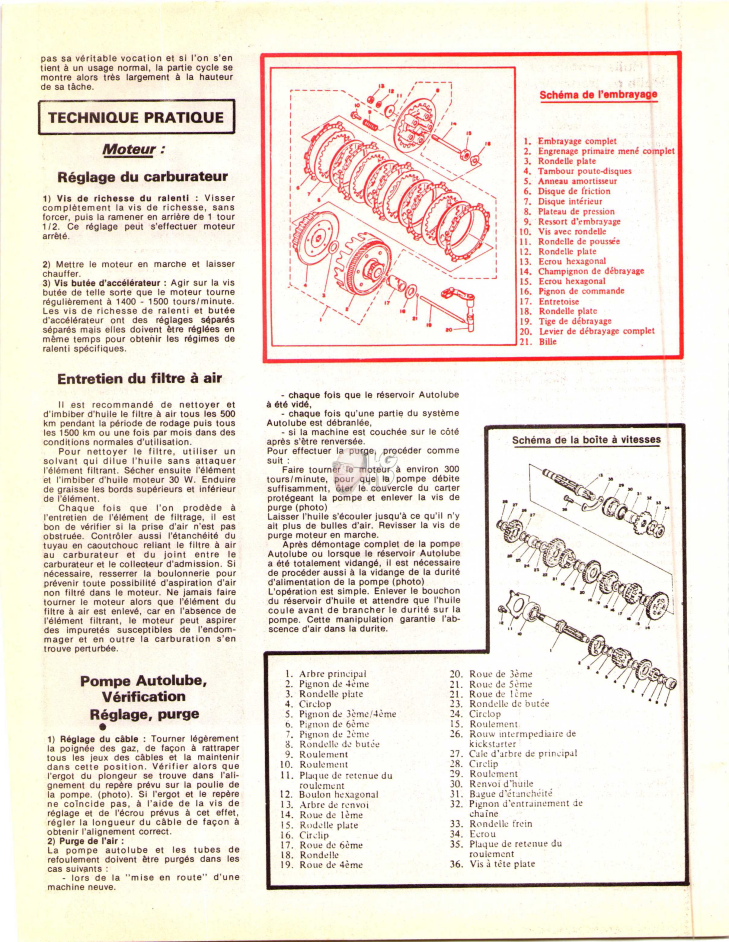 pas sa véritable vocation et si l'on s'en
tient à un usage normal, la partie cycle se
montre alors très largement à la hauteur
de sa tâche.
TECHNIQUE PRATIQUE
Moteur :
Réglage du carburateur
1) Vis de richesse du ralenti : Visser
complètement la vis de richesse, sans
forcer, puis la ramener en arrière de 1 tour
1/2. Ce réglage peut s'effectuer moteur
arrêté.
2) Mettre le moteur en marche et laisser
chauffer.
3) Vis butée d'accélérateur : Agir sur la vis
butée de telle sorte que le moteur tourne
régulièrement à 1400 - 1500 tours/minute.
Les vis de richesse de ralenti et butée
d'accélérateur ont des réglages séparés
séparés mais elles doivent être réglées en
même temps pour obtenir les régimes de
ralenti spécifiques.
Entretien du filtre à air
Il est recommandé de nettoyer et
d'imbiber d'huile le filtre à air tous les 500
km pendant la période de rodage puis tous
les 1500 km ou une fois par mois dans des
conditions normales d'utilisation.
Pour nettoyer le filtre, utiliser un
solvant qui dilue l'huile sans attaquer
l'élément filtrant. Sécher ensuite l'élément
et l'imbiber d'huile moteur 30 W. Enduire
de graisse les bords supérieurs et inférieur
de l'élément.
Chaque fois que l'on prodède à
l'entretien de l'élément de filtrage, il est
bon de vérifier si la prise d'air n'est pas
obstruée. Contrôler aussi l'étanchéité du
tuyau en caoutchouc reliant le filtre à air
au carburateur et du joint entre le
carburateur et le collecteur d'admission. Si
nécessaire, resserrer la boulonnerie pour
prévenir toute possibilité d'aspiration d'air
non filtré dans le moteur. Ne jamais faire
tourner le moteur alors que l'élément du
filtre à air est enlevé, car en l'absence de
l'élément filtrant, le moteur peut aspirer
des impuretés susceptibles de l'endom-
mager et en outre la carburation s'en
trouve perturbée.
Pompe Autolube,
Vérification
Réglage, purge
1) Réglage du câble : Tourner légèrement
la poignée des gaz, de façon à rattraper
tous les jeux des câbles et la maintenir
dans cette position. Vérifier alors que
l'ergot du plongeur se trouve dans l'ali-
gnement du repère prévu sur la poulie de
la pompe. (photo). Si l'ergot et le repère
ne coïncide pas, à l'aide de la vis de
réglage et de l'écrou prévus à cet effet,
régler la longueur du câble de façon à
obtenir l'alignement correct.
2) Purge de l'air :
La pompe autolube et les tubes de
refoulement doivent être purgés dans les
cas suivants :
- lors de la "mise en route" d'une
machine neuve.
- chaque fois que le réservoir Autolube
a été vidé,
- chaque fois qu'une partie du système
Autolube est débranlée,
- si la machine est couchée sur le côté
après s'être renversée.
Pour effectuer la purge, procéder comme
suit :
Faire tourner le moteur à environ 300
tours/minute, pour que la pompe débite
suffisamment, ôter le couvercle du carter
protégeant la pompe et enlever la vis de
purge (photo)
Laisser l'huile s'écouler jusqu'à ce qu'il n'y
ait plus de bulles d'air. Revisser la vis de
purge moteur en marche.
Après démontage complet de la pompe
Autolube ou lorsque le réservoir Autolube
a été totalement vidangé, il est nécessaire
de procéder aussi à la vidange de la durité
d'alimentation de la pompe (photo)
L'opération est simple. Enlever le bouchon
du réservoir d'huile et attendre que l'huile
coule avant de brancher le durité sur la
pompe. Cette manipulation garantie l'ab-
scence d'air dans la durite.
Schéma de l'embrayage
1. Embrayage complet
2. Engrenage primaire mené complet
3. Rondelle plate
4. Tambour poute-disques
5. Anneau amortisseur
6. Disque de friction
7. Disque intérieur
8. Plateau de pression
9. Ressort d'embrayage
10. Vis avec rondelle
11. Rondelle de poussée
12. Rondelle plate
13. Ecrou hexagonal
14. Champignon de débrayage
15. Ecrou hexagonal
16. Pignon de commande
17. Entretoise
18. Rondelle plate
19. Tige de débrayage
20. Levier de débrayage complet
21. Bille
Schéma de la boîte à vitesses
1. Arbre principal
2. Pignon de 4ème
3. Rondelle plate
4. Circlop
5. Pignon de 3ème/4ème
6. Pignon de 6ème
7. Pignon de 2ème
8. Rondelle de butée
9. Roulement
10. Roulement
11. Plaque de retenue du
roulement
12. Boulon hexagonal
13. Arbre de renvoi
14. Roue de 1ème
15. Rodelle plate
16. Circlip
17. Roue de 6ème
18. Rondelle
19. Roue de 4ème
20. Roue de 3ème
21. Roue de 5ème
21. Roue de 1ème
23. Rondelle de butée
24. Circlop
15. Roulement
26. Rouw intermpediaire de
kickstarter
27. Cale d'arbre de principal
28. Circlip
29. Roulement
30. Renvoi d'huile
31. Bague d'étanchéité
32. Pignon d'entrainement de
chaîne
33. Rondelle frein
34. Ecrou
35. Plaque de retenue du
rouiement
36. Vis à tête plate